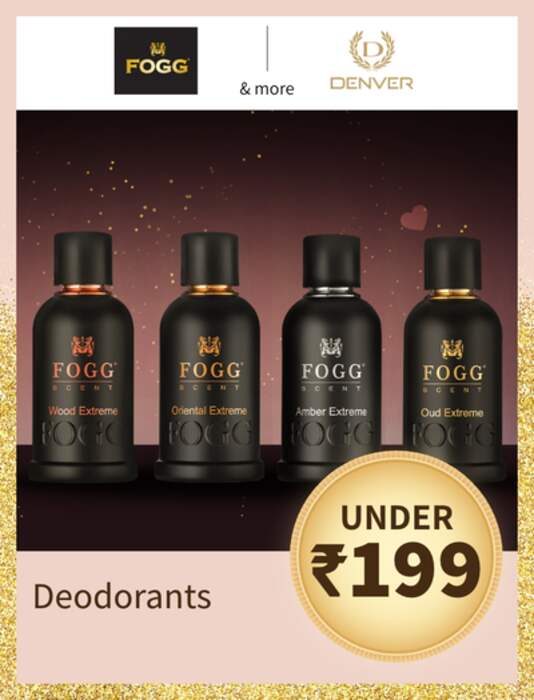 FOGG
& more
D
DENVER
FOGG
SCENT
Wood Extreme
FOGG
FOGG
SCENT
Oriental Extreme
FOGG
FOGG
SCENT
Amber Extreme
FOGG
FOGG
SCENT
Oud Extreme
FOGG
UNDER
₹199
Deodorants